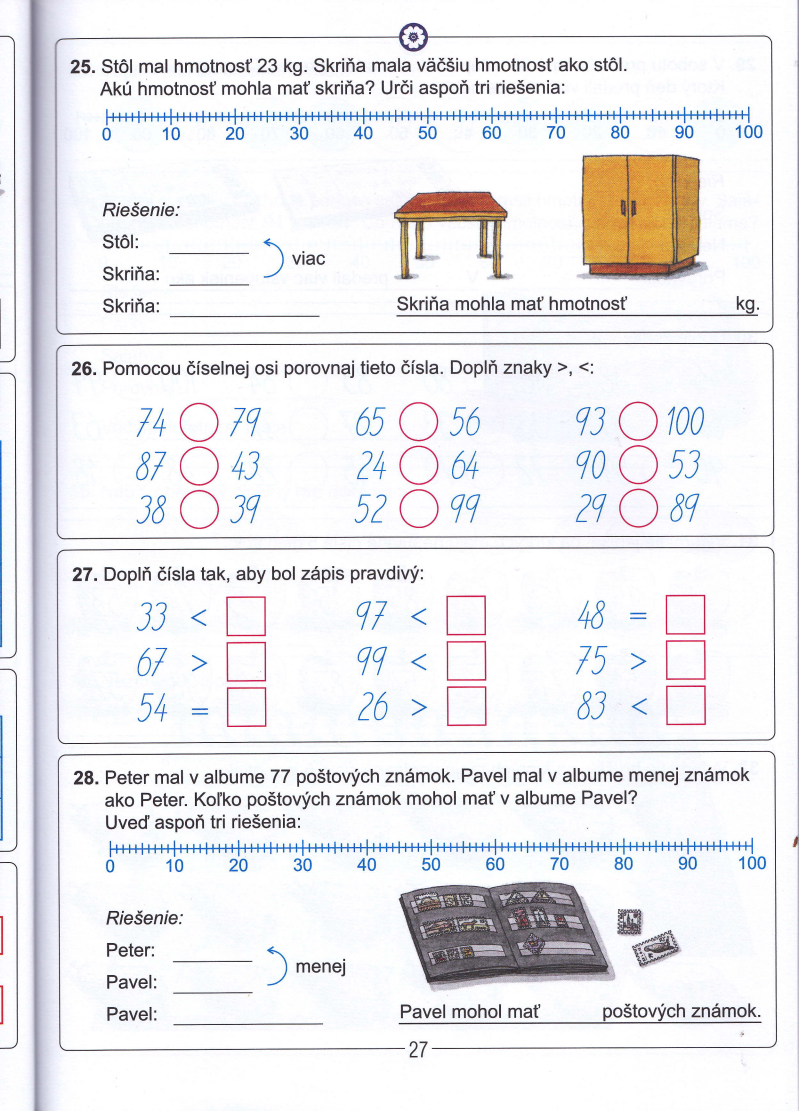 25. Stôl mal hmotnosť 23 kg. Skriňa mala väčšiu hmotnosť ako stôl.
Akú hmotnosť mohla mať skriňa? Urči aspoň tri riešenia:
0 10 20 30 40 50 60 70 80 90 100
Riešenie:
Stôl:
viac
Skriňa:
Skriňa:
Skriňa mohla mať hmotnosť kg.
26. Pomocou číselnej osi porovnaj tieto čísla. Doplň znaky >, <:
74 79 65 56 93 100
87 43 24 64 90 53
38 39 52 99 29 89
27. Doplň čísla tak, aby bol zápis pravdivý:
33 < 97 < 48 =
67 > 99 < 75 >
54 = 26 > 83 <
28. Peter mal v albume 77 poštových známok. Pavel mal v albume menej známok
ako Peter. Koľko poštových známok mohol mať v albume Pavel?
Uveď aspoň tri riešenia:
0 10 20 30 40 50 60 70 80 90 100
Riešenie:
Peter:
menej
Pavel:
Pavel:
Pavel mohol mať poštových známok.
27